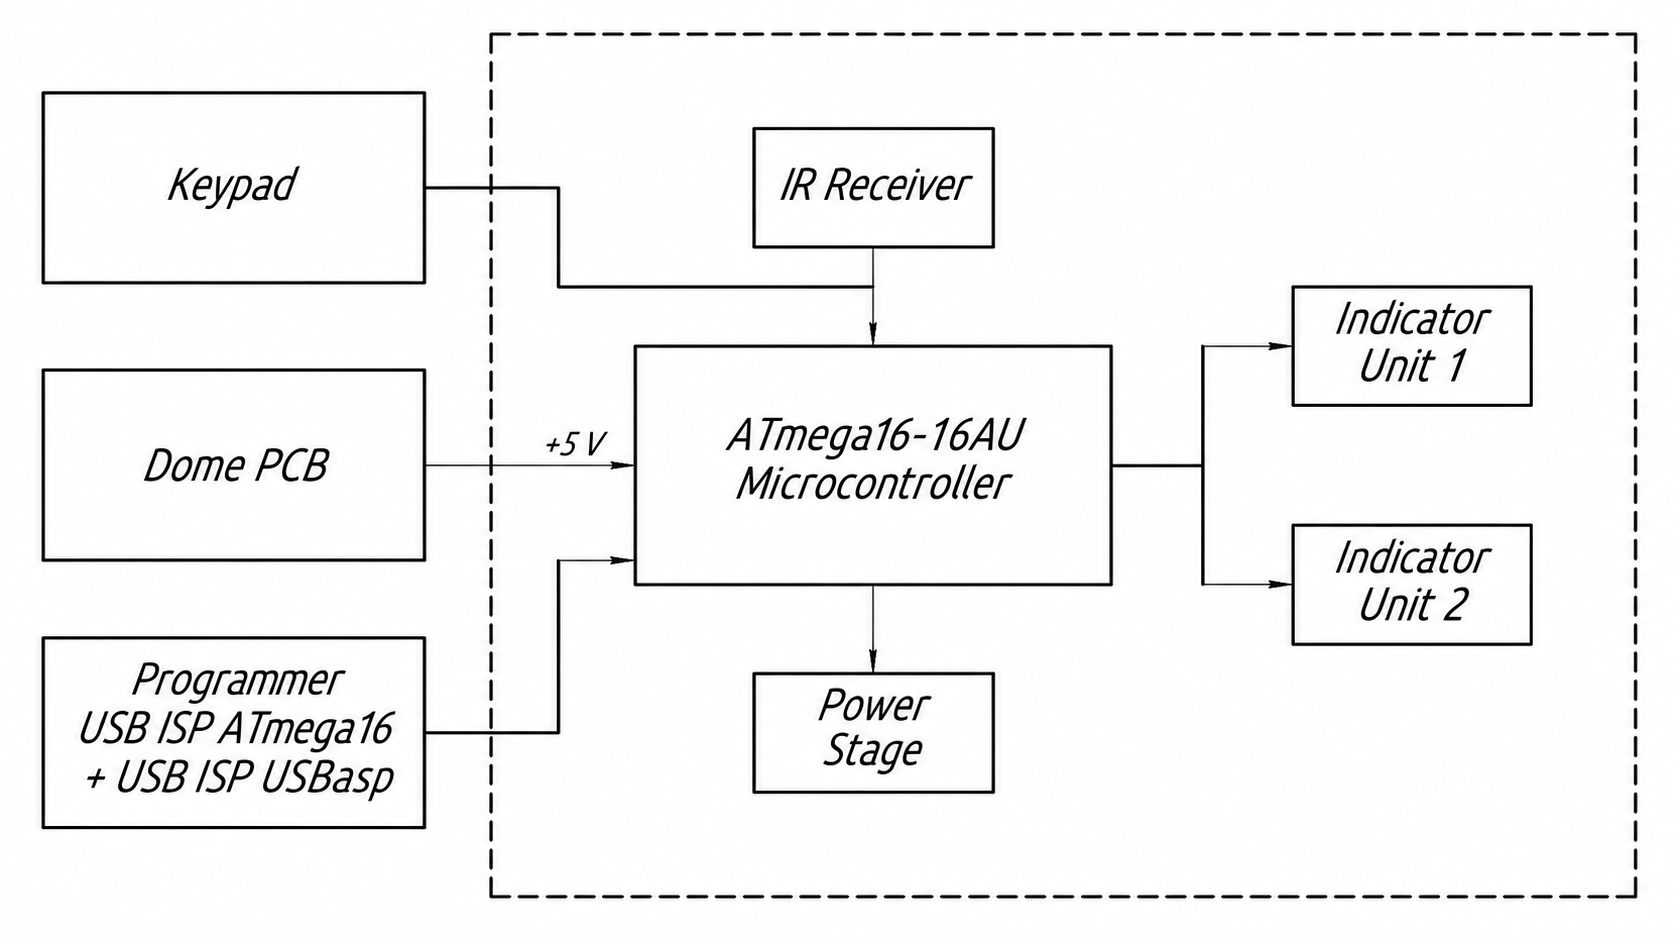 Keypad
IR Receiver
Indicator
Unit 1
Dome PCB
+5 V
ATmega16-16AU
Microcontroller
Indicator
Unit 2
Programmer
USB ISP ATmega16
+ USB ISP USBasp
Power
Stage